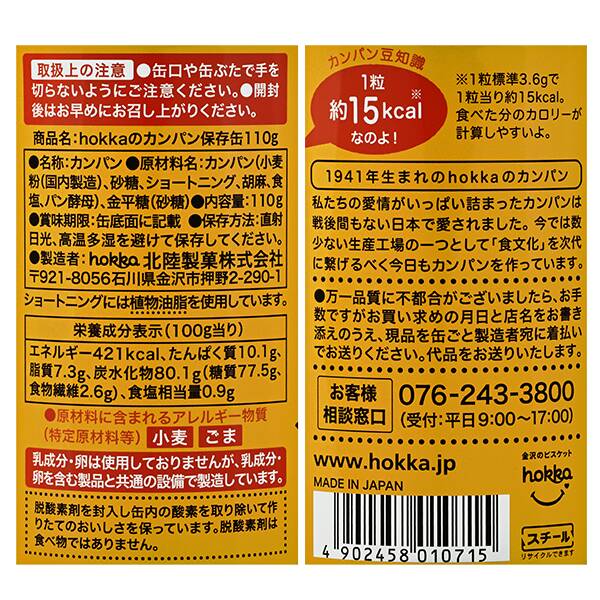 取扱上の注意 ●缶口や缶ぶたで手を
切らないようにご注意ください。●開封
後はお早めにお召し上がりください。
商品名:hokkaのカンパン保存缶110g
●名称:カンパン ●原材料名:カンパン(小麦
粉(国内製造)、砂糖、ショートニング、胡麻、食
塩、パン酵母)、金平糖(砂糖) ●内容量:110g
●賞味期限:缶底面に記載 ●保存方法:直射
日光、高温多湿を避けて保存してください。
●製造者:hokka 北陸製菓株式会社
〒921-8056石川県金沢市押野2-290-1
ショートニングには植物油脂を使用しています。
栄養成分表示(100g当り)
エネルギー421kcal、たんぱく質10.1g、
脂質7.3g、炭水化物80.1g(糖質77.5g、
食物繊維2.6g)、食塩相当量0.9g
●原材料に含まれるアレルギー物質
(特定原材料等) 小麦 ごま
乳成分・卵は使用しておりませんが、乳成分・
卵を含む製品と共通の設備で製造しています。
脱酸素剤を封入し缶内の酸素を取り除いて作
りたてのおいしさを保っています。脱酸素剤は
食べ物ではありません。
カンパン豆知識
1粒
約15kcal※
なのよ!
※1粒標準3.6gで
1粒当り約15kcal。
食べた分のカロリーが
計算しやすいよ。
1941年生まれのhokkaのカンパン
私たちの愛情がいっぱい詰まったカンパンは
戦後間もない日本で愛されました。今では数
少ない生産工場の一つとして「食文化」を次代
に繋げるべく今日もカンパンを作っています。
●万一品質に不都合がございましたら、お手
数ですがお買い求めの月日と店名をお書き
添えのうえ、現品を缶ごと製造者宛に着払い
でお送りください。代品をお送りいたします。
お客様
相談窓口
076-243-3800
(受付:平日9:00〜17:00)
www.hokka.jp
MADE IN JAPAN
金沢のビスケット
hokka
4 902458 010715
スチール
リサイクルできます